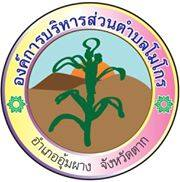 องค์การบริหารส่วนตำบลโมโกร
อำเภออุ้มผาง จังหวัดตาก